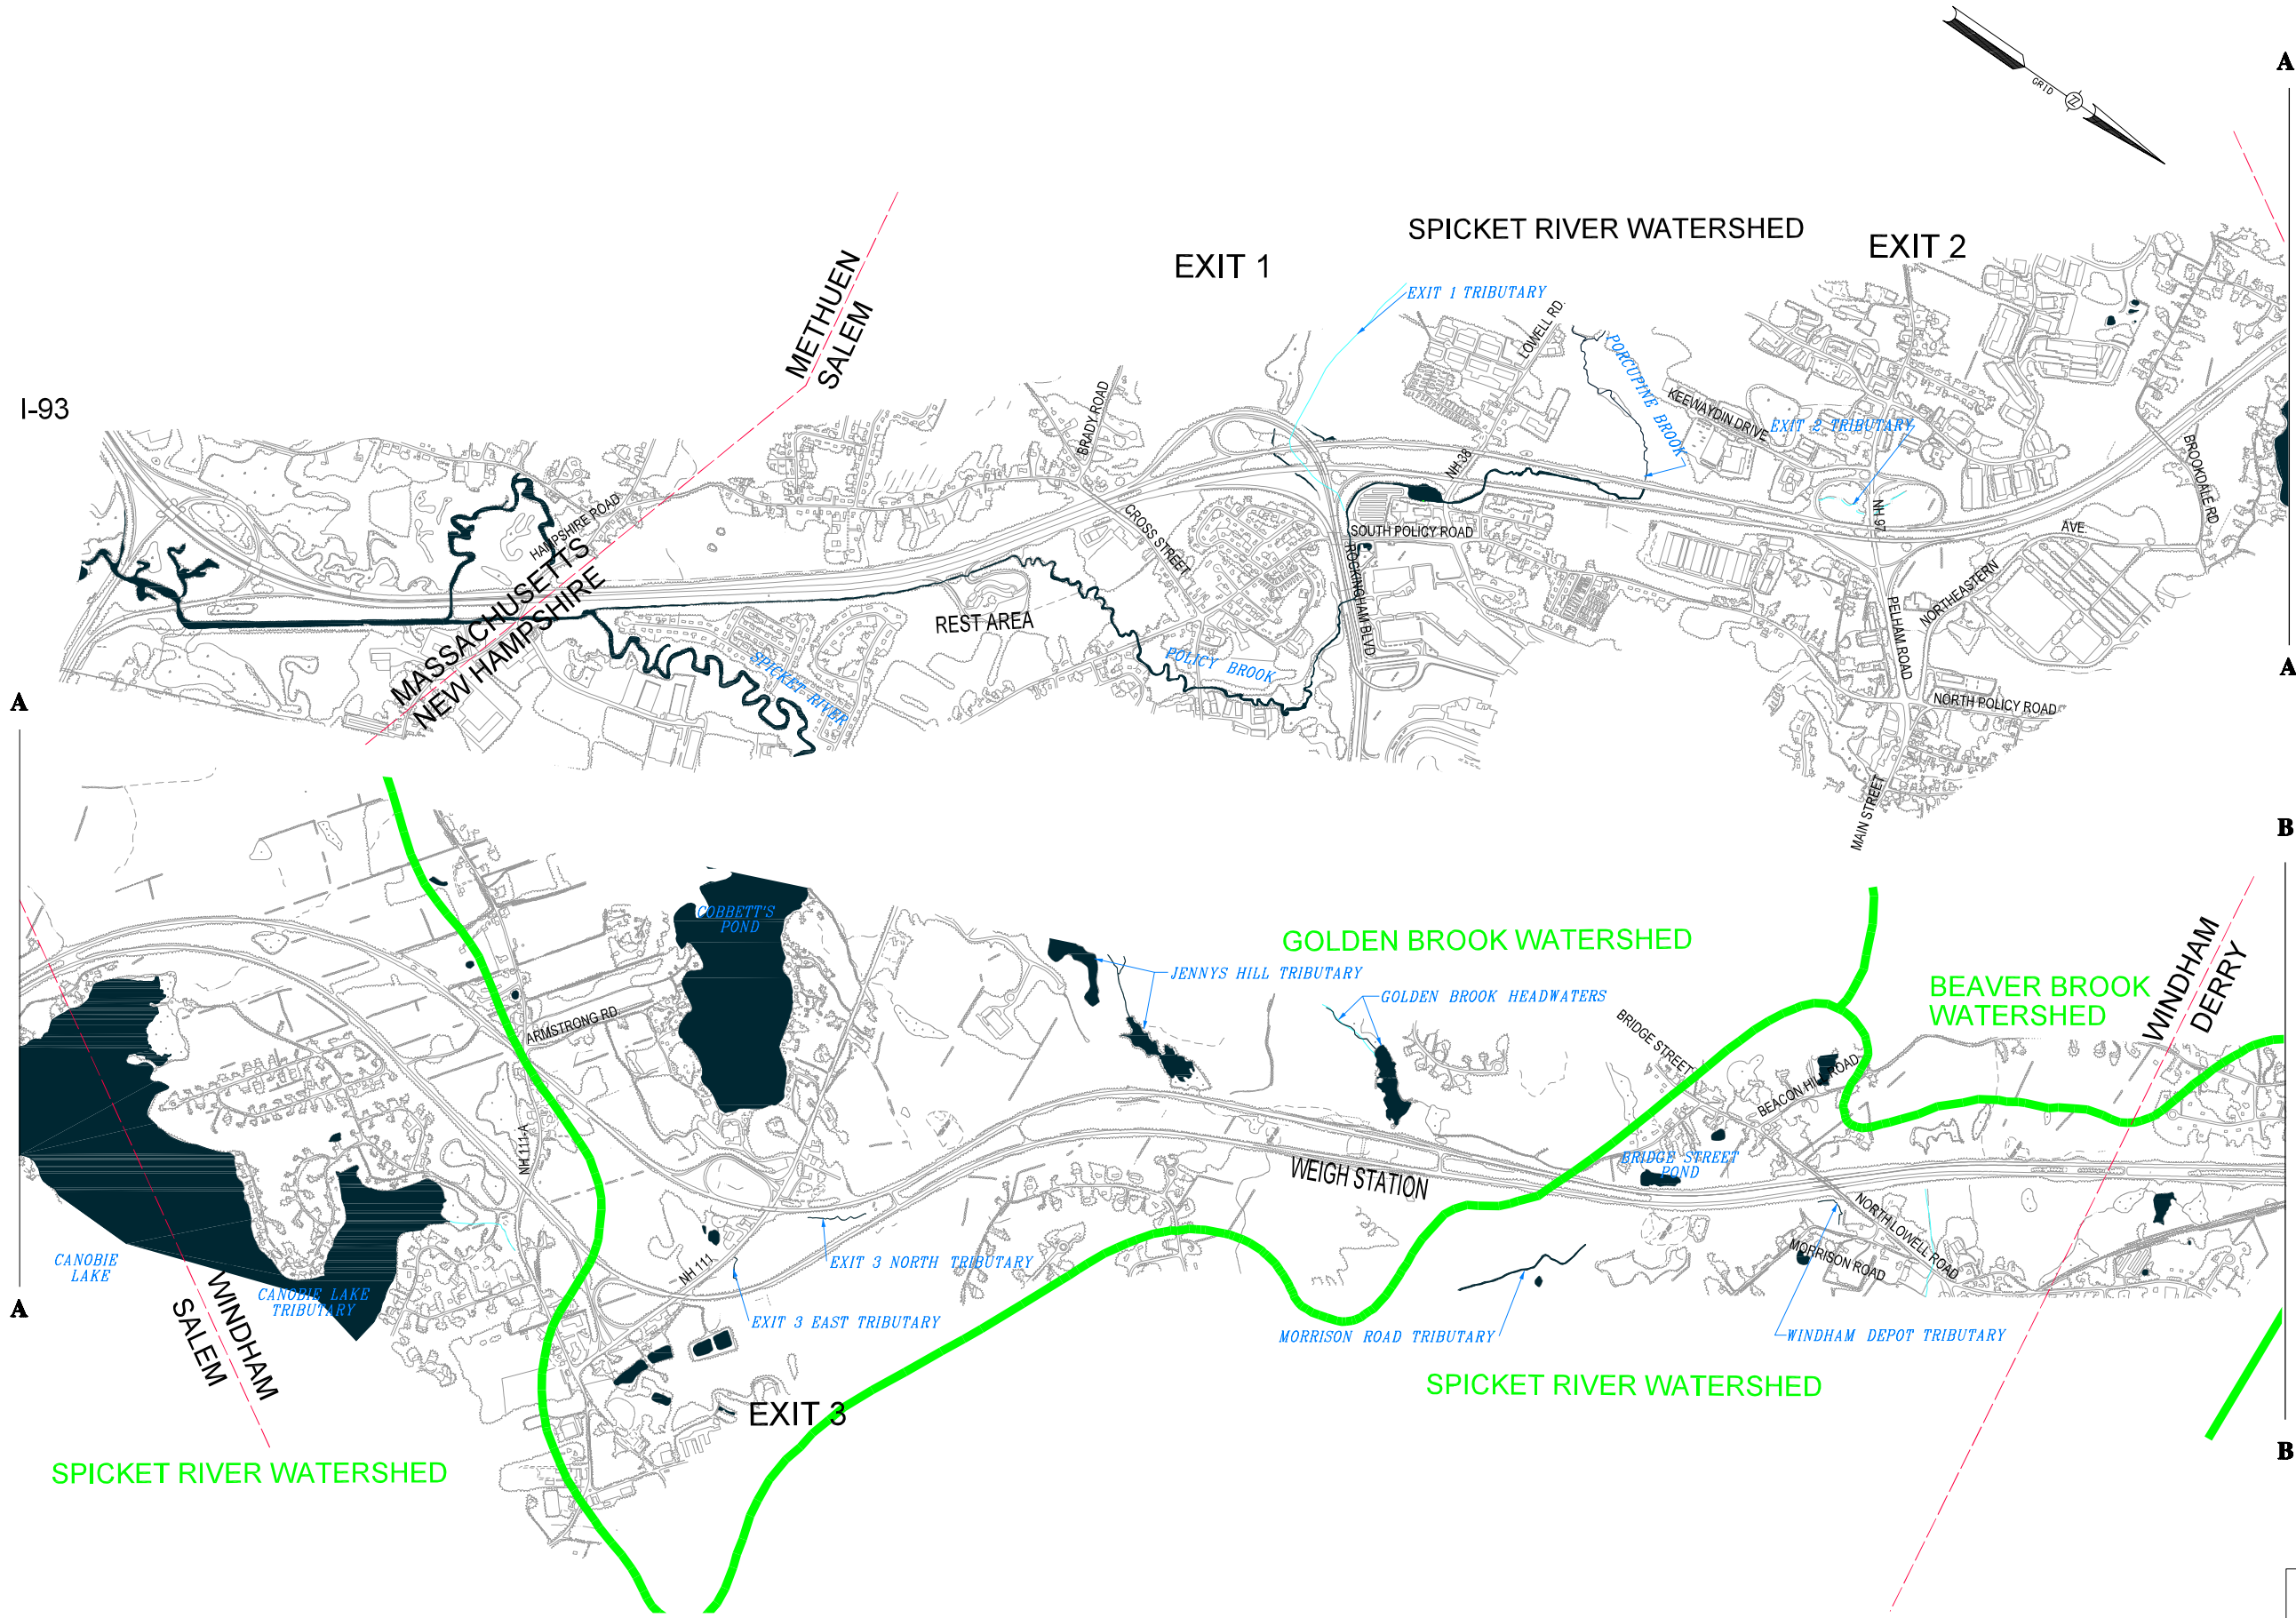 A
GRID
N
SPICKET RIVER WATERSHED
EXIT 2
EXIT 1
METHUEN
SALEM
EXIT 1 TRIBUTARY
LOWELL RD.
PORCUPINE BROOK
I-93
BRADY ROAD
KEEWAYDIN DRIVE
EXIT 2 TRIBUTARY
BROOKDALE RD
NH 38
HAMPSHIRE ROAD
CROSS STREET
SOUTH POLICY ROAD
NH 97
AVE.
NORTHEASTERN
MASSACHUSETTS
NEW HAMPSHIRE
REST AREA
ROCKINGHAM BLVD
PELHAM ROAD
SPICKET RIVER
POLICY BROOK
A
NORTH POLICY ROAD
A
MAIN STREET
B
COBBETT'S
POND
GOLDEN BROOK WATERSHED
WINDHAM
DERRY
JENNYS HILL TRIBUTARY
BEAVER BROOK
WATERSHED
GOLDEN BROOK HEADWATERS
BRIDGE STREET
ARMSTRONG RD.
BEACON HILL ROAD
NH 111-A
WEIGH STATION
BRIDGE STREET
POND
NORTH LOWELL ROAD
CANOBIE
LAKE
NH 111
EXIT 3 NORTH TRIBUTARY
MORRISON ROAD
CANOBIE LAKE
TRIBUTARY
A
WINDHAM
SALEM
EXIT 3 EAST TRIBUTARY
MORRISON ROAD TRIBUTARY
WINDHAM DEPOT TRIBUTARY
SPICKET RIVER WATERSHED
EXIT 3
B
SPICKET RIVER WATERSHED